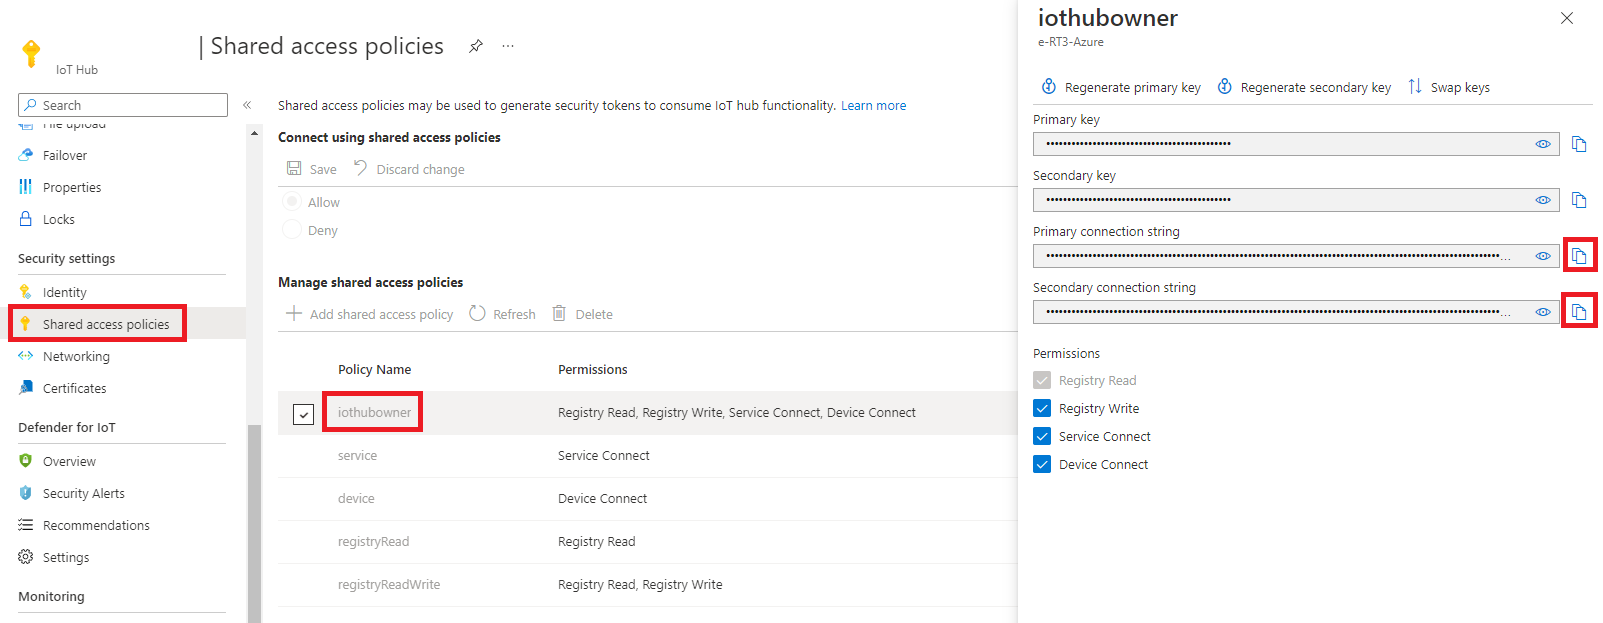 | Shared access policies
...
IoT Hub
Search
«
File upload
Failover
Properties
Locks
Security settings
Identity
Shared access policies
Networking
Certificates
Defender for IoT
Overview
Security Alerts
Recommendations
Settings
Monitoring
Shared access policies may be used to generate security tokens to consume IoT hub functionality. Learn more
Connect using shared access policies
Save Discard change
Allow
Deny
Manage shared access policies
Add shared access policy Refresh Delete
Policy Name Permissions
iothubowner Registry Read, Registry Write, Service Connect, Device Connect
service Service Connect
device Device Connect
registryRead Registry Read
registryReadWrite Registry Read, Registry Write
iothubowner
e-RT3-Azure
Regenerate primary key Regenerate secondary key Swap keys
Primary key
Secondary key
Primary connection string
Secondary connection string
Permissions
Registry Read
Registry Write
Service Connect
Device Connect